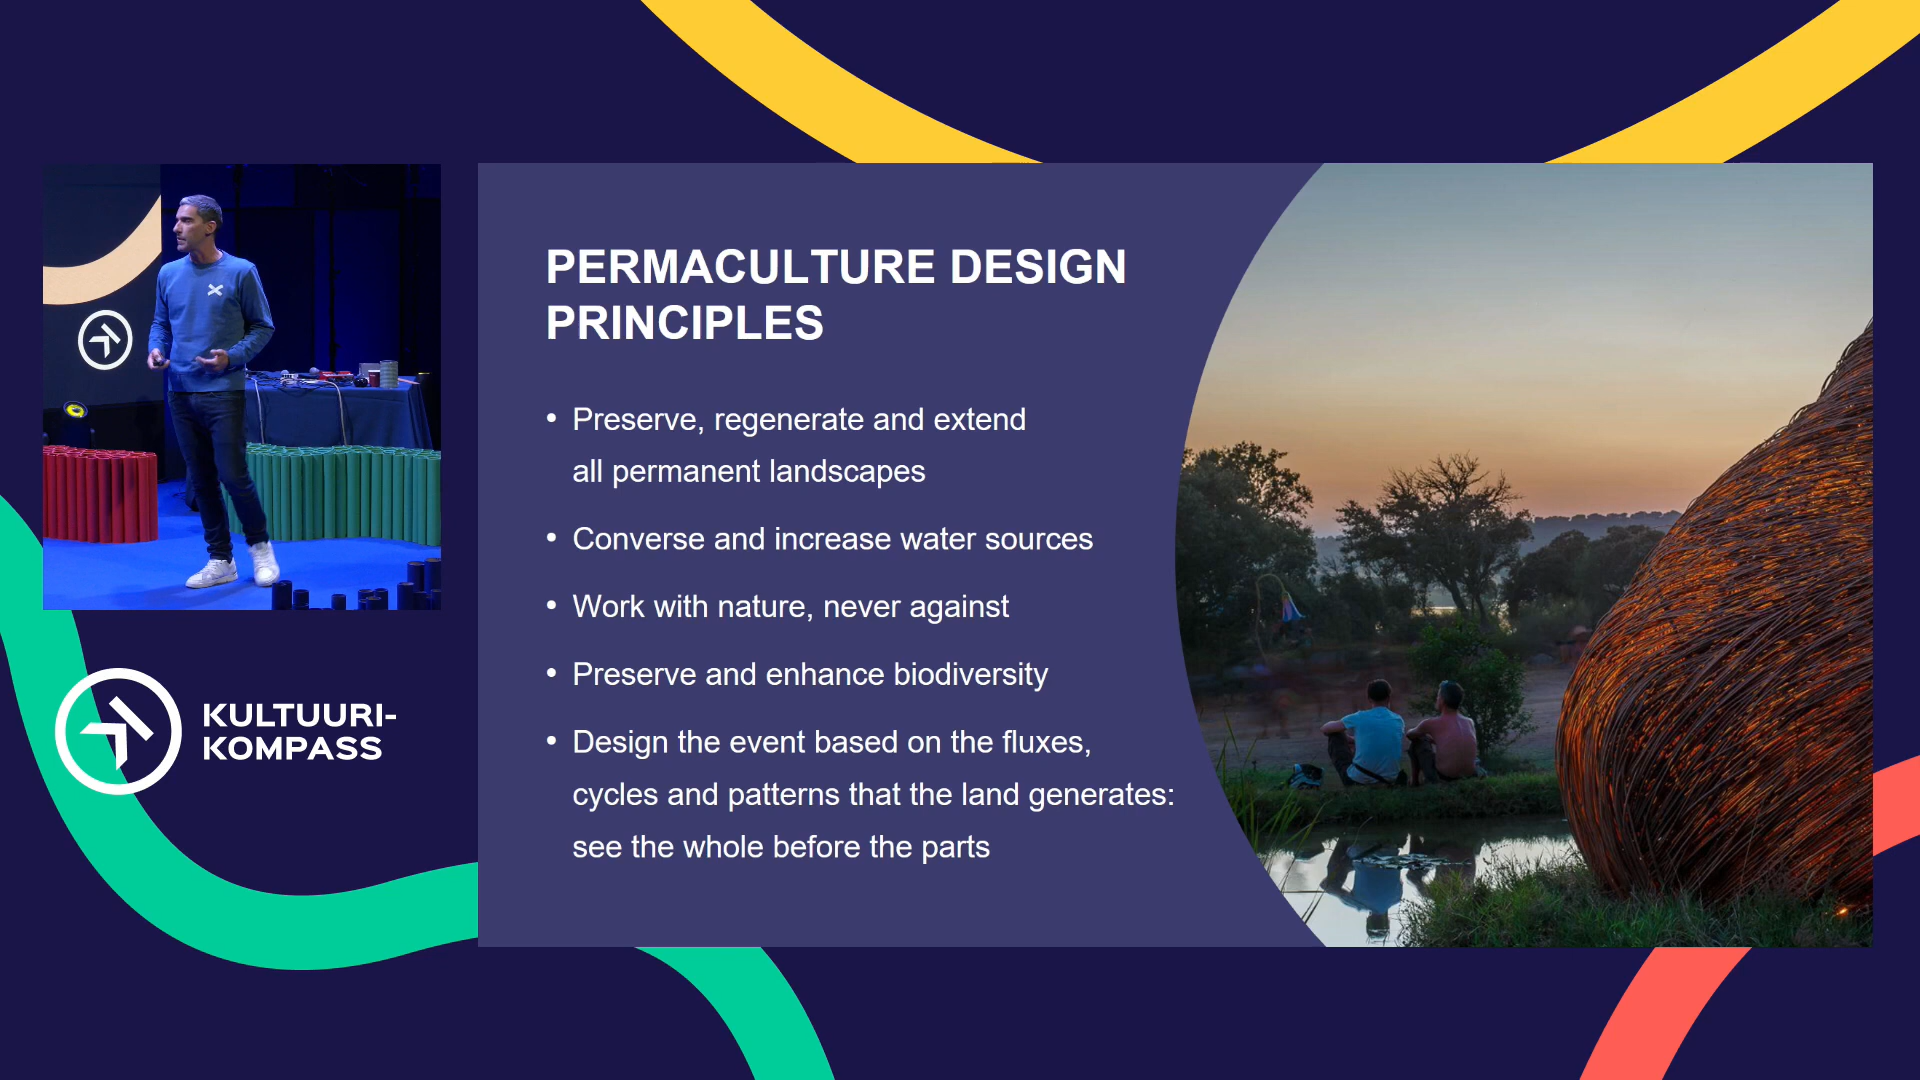 PERMACULTURE DESIGN
PRINCIPLES
• Preserve, regenerate and extend
all permanent landscapes
• Converse and increase water sources
• Work with nature, never against
• Preserve and enhance biodiversity
• Design the event based on the fluxes,
cycles and patterns that the land generates:
see the whole before the parts
KULTUURI-
KOMPASS